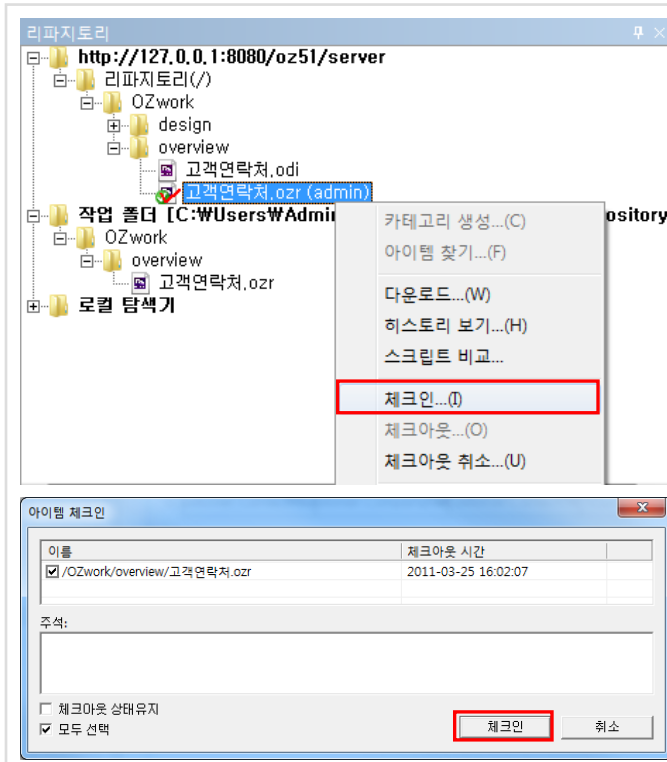 리파지토리
http://127.0.0.1:8080/oz51/server
리파지토리(/)
OZwork
design
overview
고객연락처.odi
고객연락처.ozr (admin)
작업 폴더 [C:₩Users₩Admi
ository
OZwork
overview
고객연락처.ozr
로컬 탐색기
카테고리 생성...(C)
아이템 찾기...(F)
다운로드...(W)
히스토리 보기...(H)
스크립트 비교...
체크인...(I)
체크아웃...(O)
체크아웃 취소...(U)
아이템 체크인
이름 체크아웃 시간
/OZwork/overview/고객연락처.ozr 2011-03-25 16:02:07
주석:
체크아웃 상태유지
모두 선택
체크인 취소